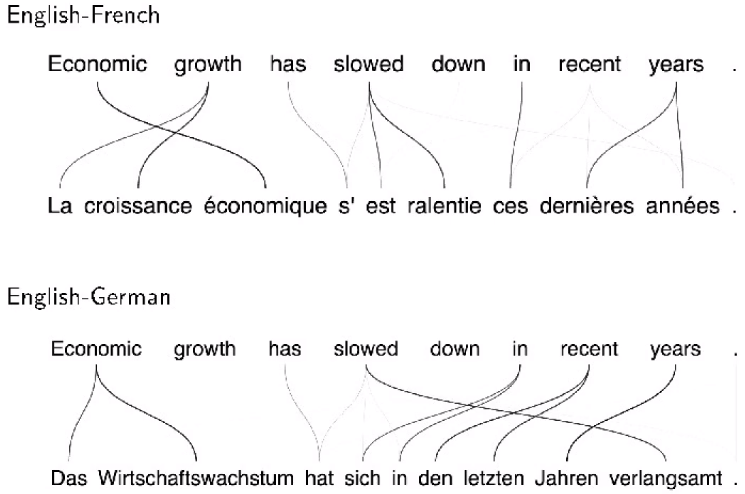 English-French
Economic growth has slowed down in recent years .
La croissance économique s' est ralentie ces dernières années .
English-German
Economic growth has slowed down in recent years .
Das Wirtschaftswachstum hat sich in den letzten Jahren verlangsamt .